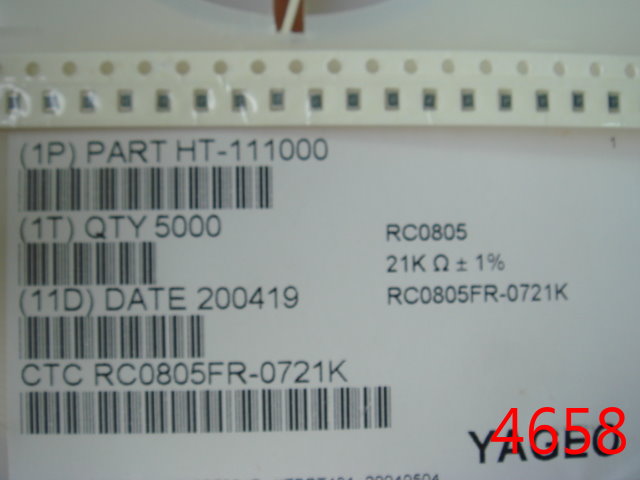 1
(1P) PART HT-111000
(1T) QTY 5000
RC0805
21K Ω ± 1%
(11D) DATE 200419
RC0805FR-0721K
CTC RC0805FR-0721K
4658
YAGEO